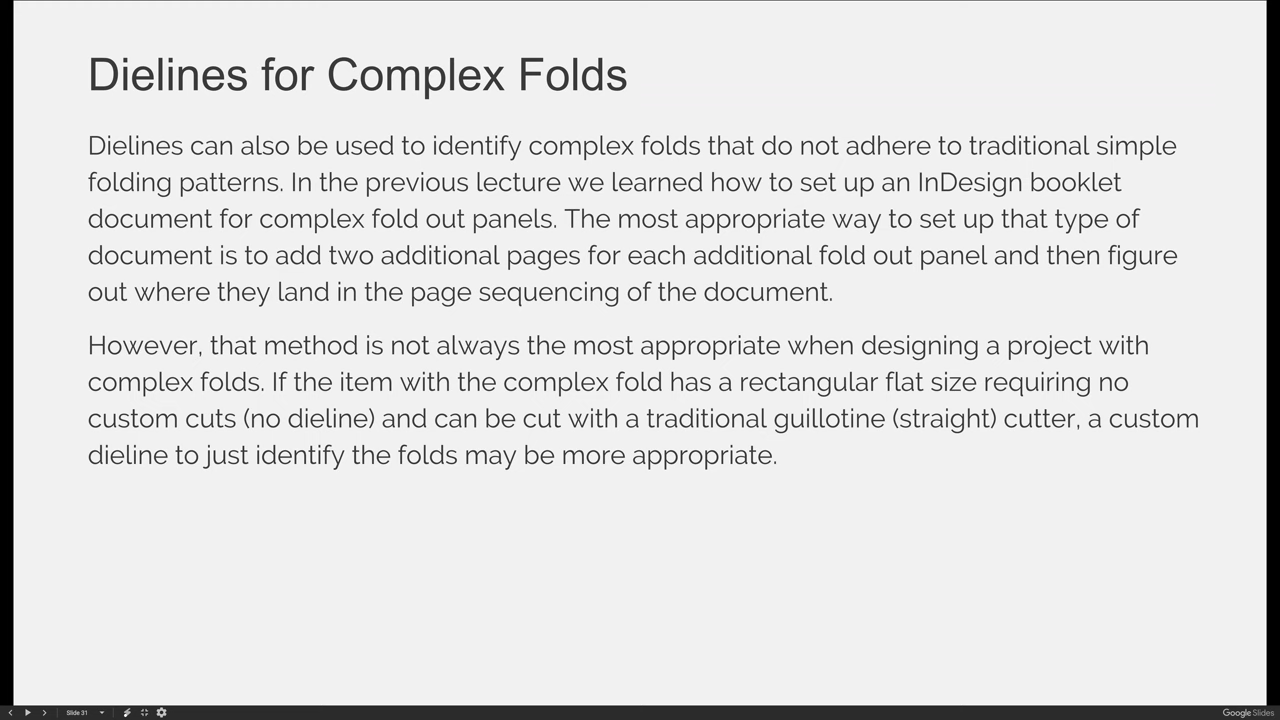 Dielines for Complex Folds
Dielines can also be used to identify complex folds that do not adhere to traditional simple
folding patterns. In the previous lecture we learned how to set up an InDesign booklet
document for complex fold out panels. The most appropriate way to set up that type of
document is to add two additional pages for each additional fold out panel and then figure
out where they land in the page sequencing of the document.
However, that method is not always the most appropriate when designing a project with
complex folds. If the item with the complex fold has a rectangular flat size requiring no
custom cuts (no dieline) and can be cut with a traditional guillotine (straight) cutter, a custom
dieline to just identify the folds may be more appropriate.
Slide 31
Google Slides